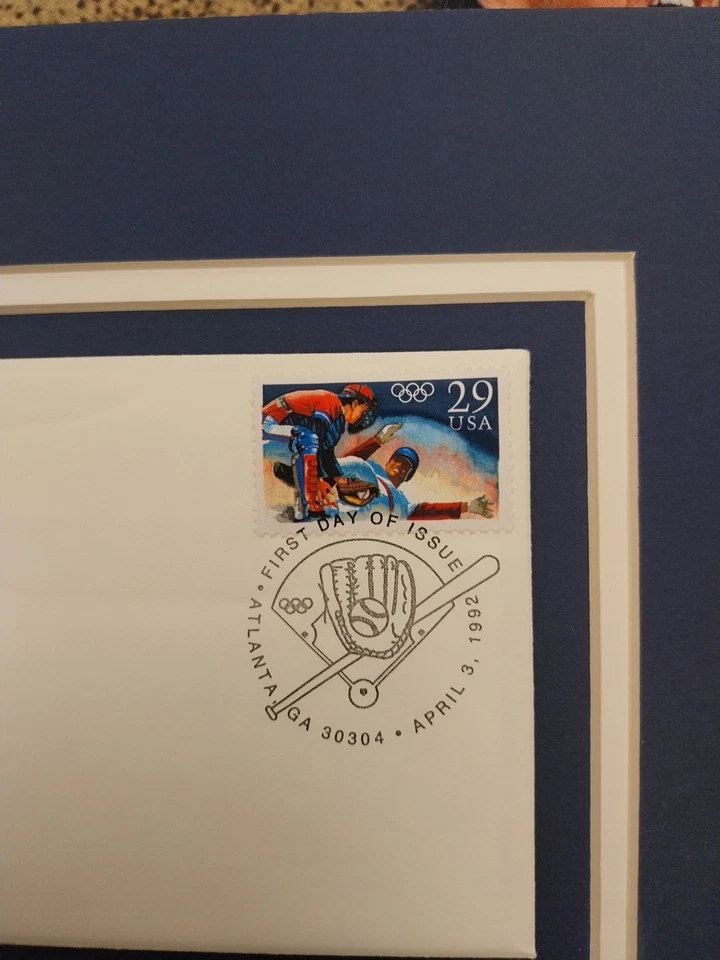 29
USA
• FIRST DAY OF ISSUE
ATLANTA, GA 30304 • APRIL 3, 1992